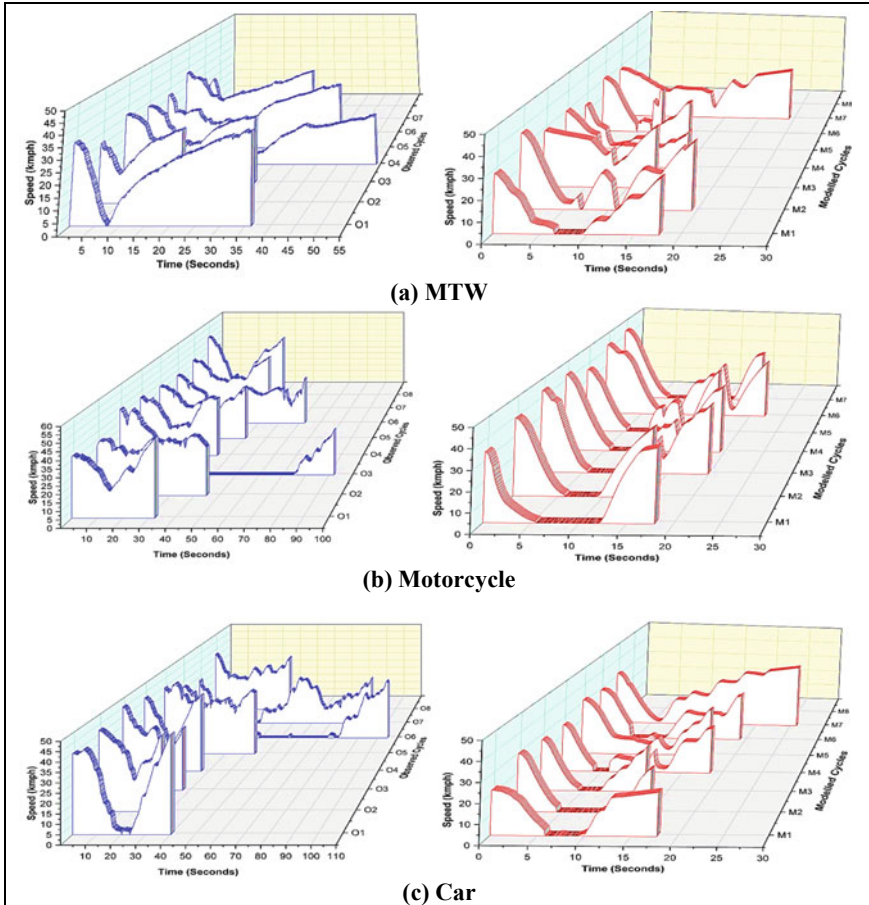 50
45
40
35
30
25
20
15
10
5
0
Speed (kmph)
5 10 15 20 25 30 35 40 45 50 55
Time (Seconds)
O1
O2
O3
O4
O5
O6
O7
Observed Cycles
50
40
30
20
10
0
Speed (kmph)
0 5 10 15 20 25 30
Time (Seconds)
M1
M2
M3
M4
M5
M6
M7
M8
Modelled Cycles
(a) MTW
60
55
50
45
40
35
30
25
20
15
10
5
0
Speed (kmph)
10 20 30 40 50 60 70 80 90 100
Time (Seconds)
O1
O2
O3
O4
O5
O6
O7
O8
Observed Cycles
50
40
30
20
10
0
Speed (kmph)
0 5 10 15 20 25 30
Time (Seconds)
M1
M2
M3
M4
M5
M6
M7
Modelled Cycles
(b) Motorcycle
50
45
40
35
30
25
20
15
10
5
0
Speed (kmph)
10 20 30 40 50 60 70 80 90 100 110
Time (Seconds)
O1
O2
O3
O4
O5
O6
O7
O8
Observed Cycles
50
40
30
20
10
0
Speed (kmph)
0 5 10 15 20 25 30
Time (Seconds)
M1
M2
M3
M4
M5
M6
M7
M8
Modelled Cycles
(c) Car